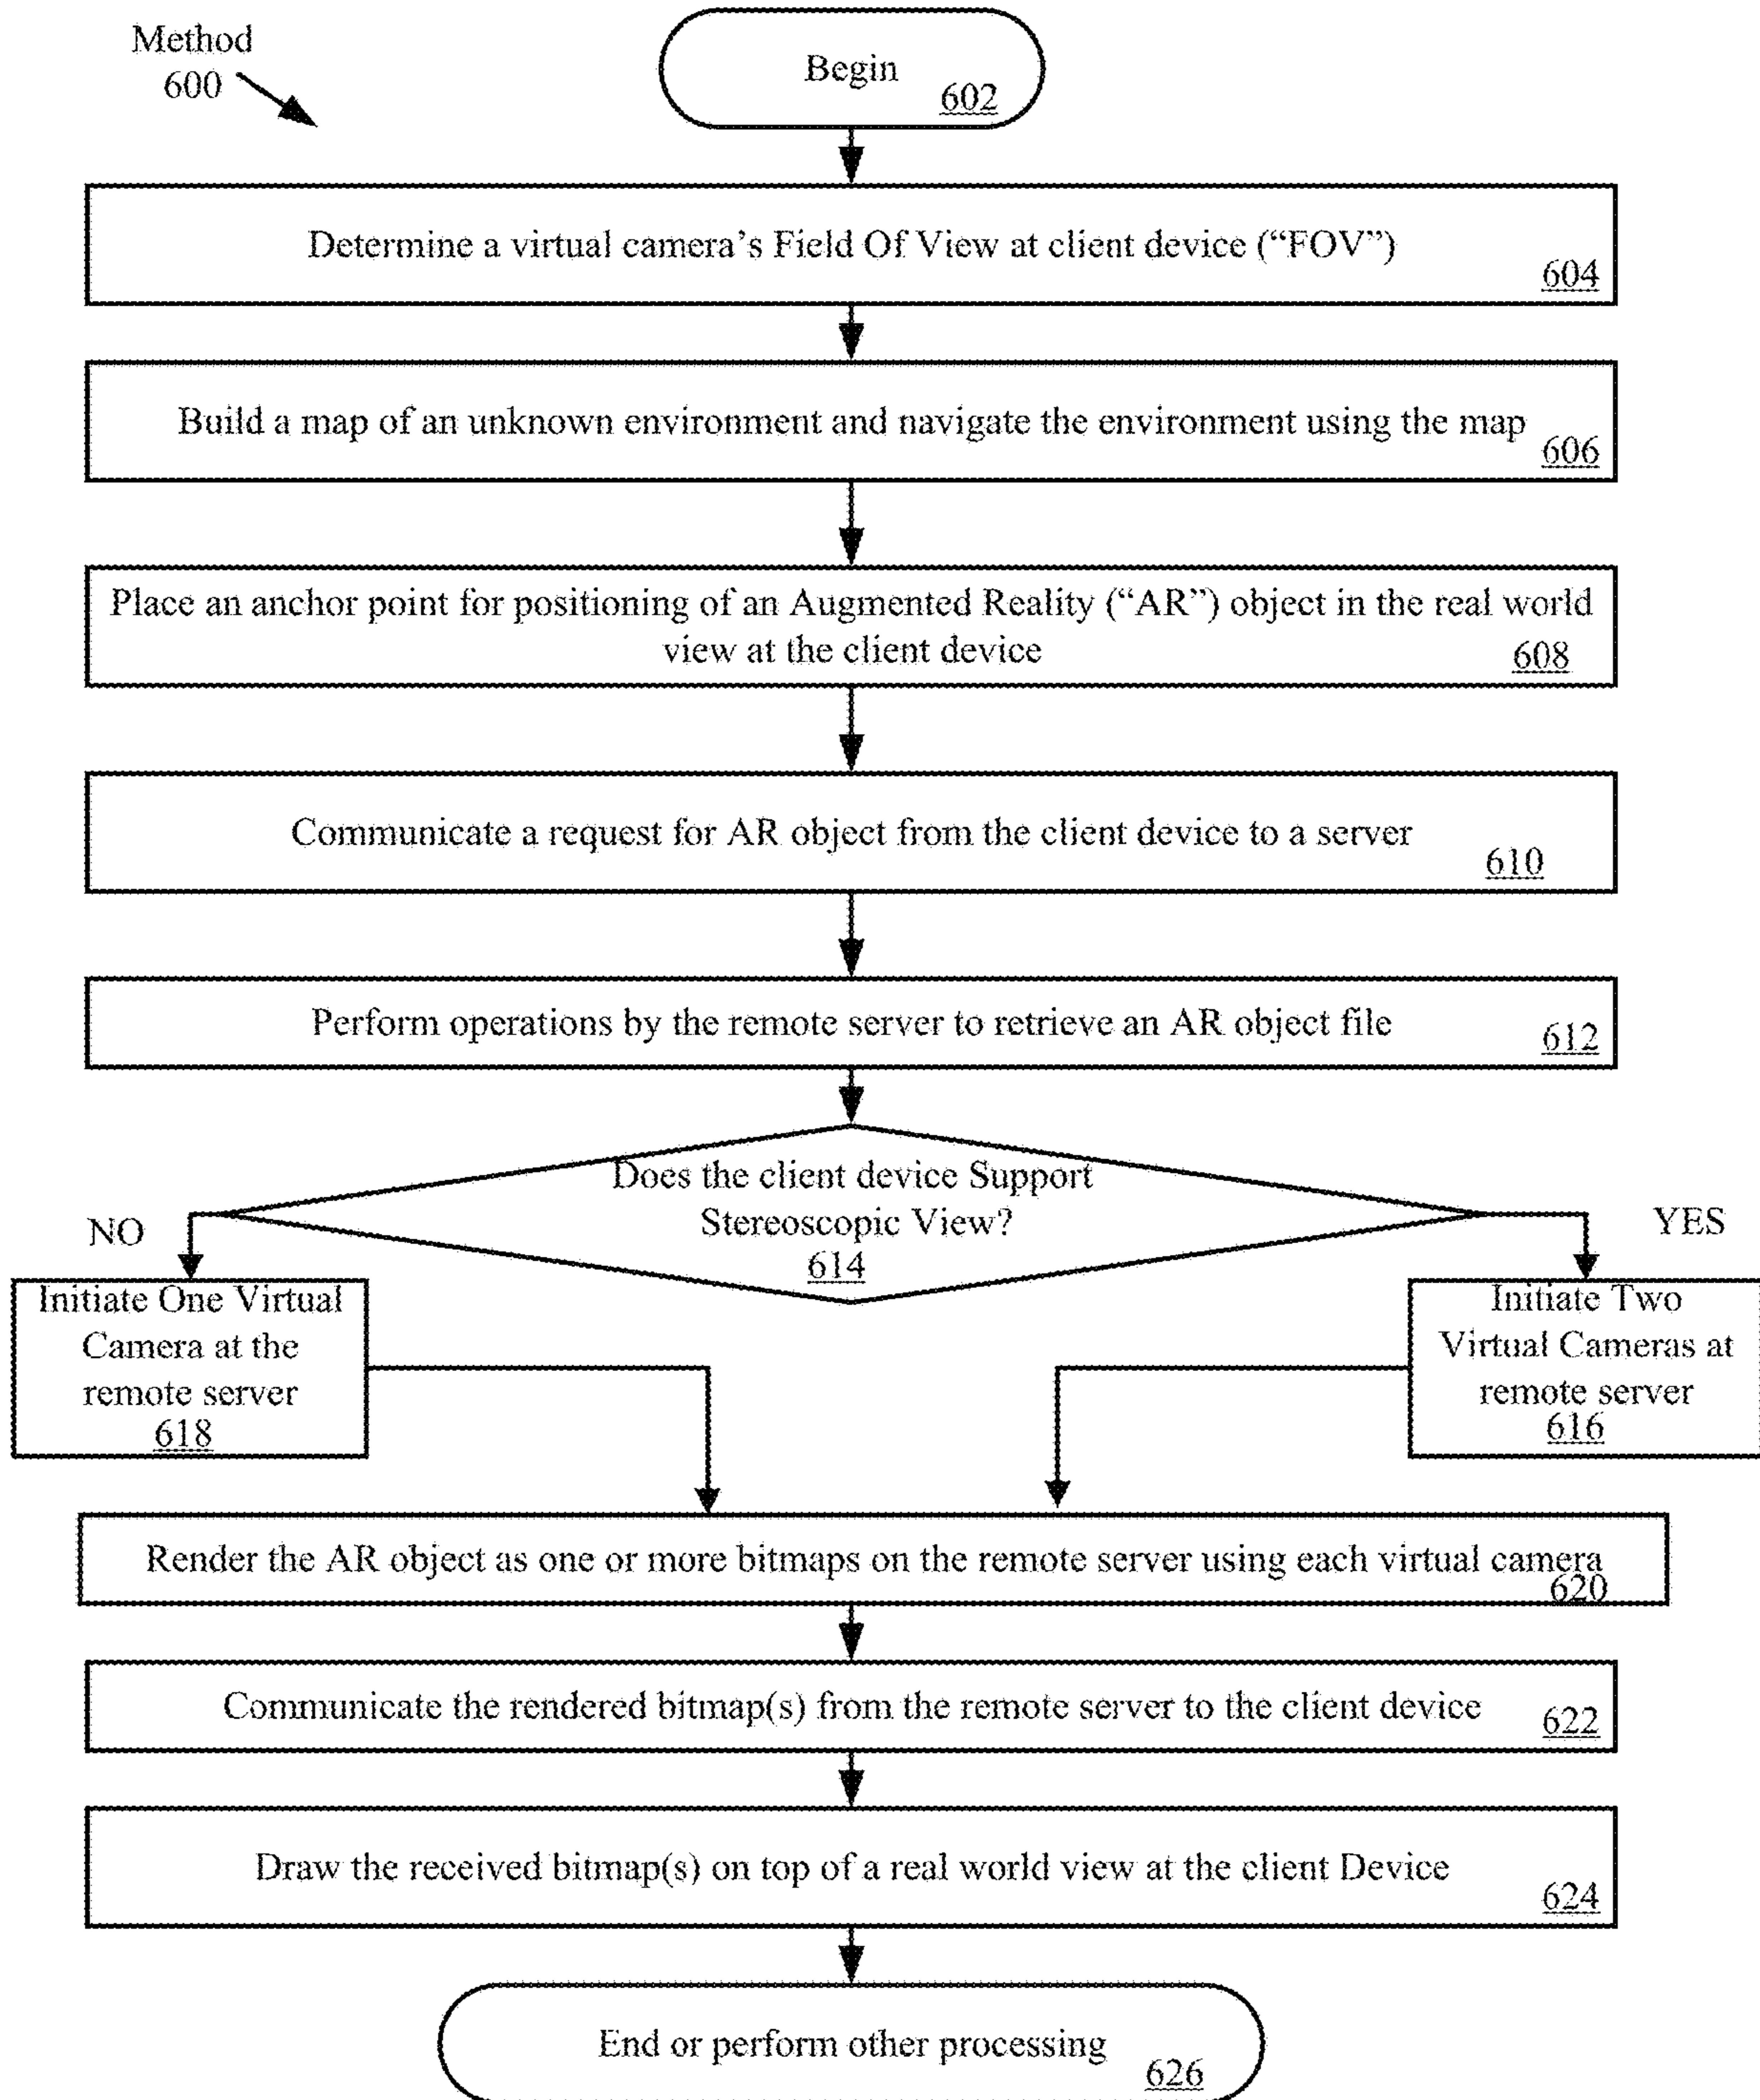 Method
600
Begin
602
Determine a virtual camera's Field Of View at client device (“FOV”)
604
Build a map of an unknown environment and navigate the environment using the map
606
Place an anchor point for positioning of an Augmented Reality (“AR”) object in the real world
view at the client device
608
Communicate a request for AR object from the client device to a server
610
Perform operations by the remote server to retrieve an AR object file
612
Does the client device Support
Stereoscopic View?
614
NO
YES
Initiate One Virtual
Camera at the
remote server
618
Initiate Two
Virtual Cameras at
remote server
616
Render the AR object as one or more bitmaps on the remote server using each virtual camera
620
Communicate the rendered bitmap(s) from the remote server to the client device
622
Draw the received bitmap(s) on top of a real world view at the client Device
624
End or perform other processing
626